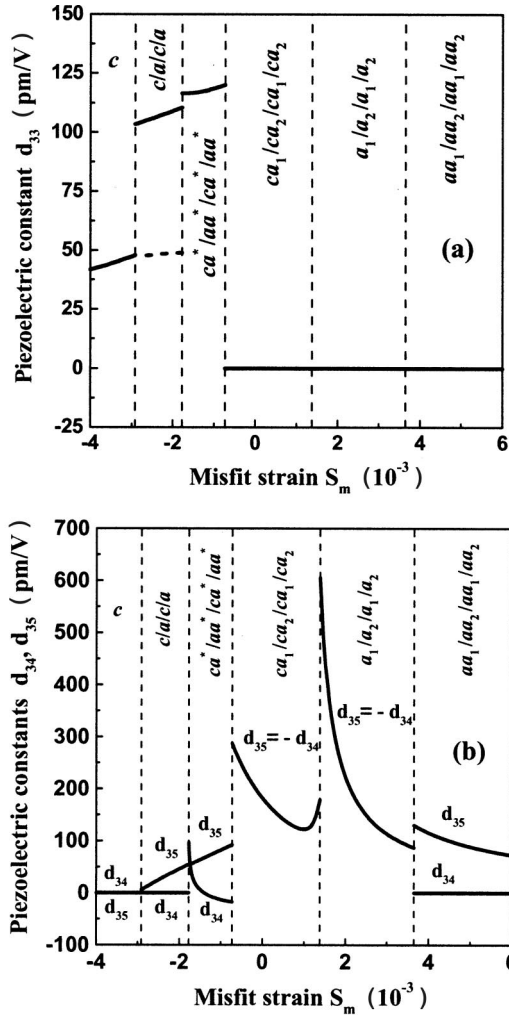 Piezoelectric constant d33 (pm/V)
150
125
100
75
50
25
0
-25
c
c/a/c/a
ca*/aa*/ca*/aa*
ca1/ca2/ca1/ca2
a1/a2/a1/a2
aa1/aa2/aa1/aa2
(a)
-4 -2 0 2 4 6
Misfit strain Sm (10-3)
Piezoelectric constants d34, d35 (pm/V)
700
600
500
400
300
200
100
0
-100
c
c/a/c/a
ca*/aa*/ca*/aa*
ca1/ca2/ca1/ca2
a1/a2/a1/a2
aa1/aa2/aa1/aa2
d35= - d34
d35= - d34
(b)
d35
d35
d35
d34
d34
d35
d34
d34
-4 -2 0 2 4 6
Misfit strain Sm (10-3)